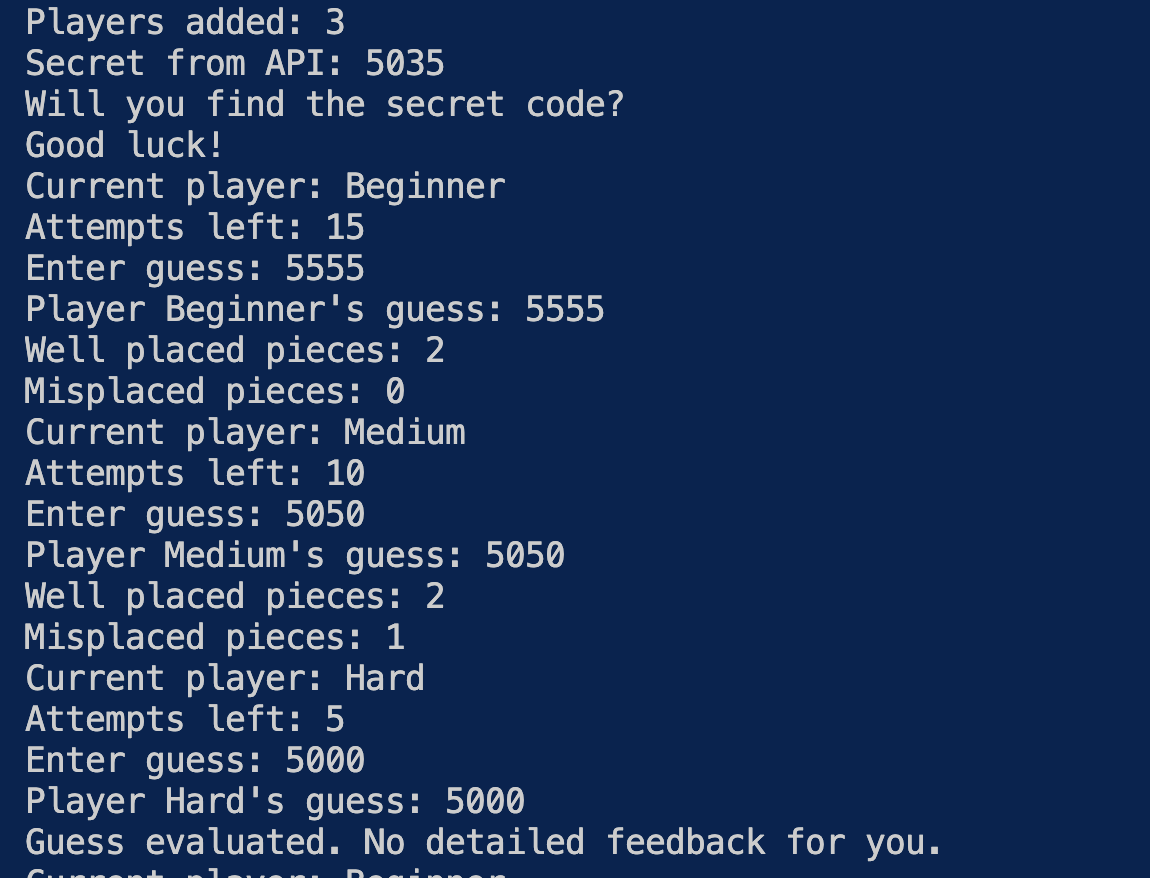 Players added: 3
Secret from API: 5035
Will you find the secret code?
Good luck!
Current player: Beginner
Attempts left: 15
Enter guess: 5555
Player Beginner's guess: 5555
Well placed pieces: 2
Misplaced pieces: 0
Current player: Medium
Attempts left: 10
Enter guess: 5050
Player Medium's guess: 5050
Well placed pieces: 2
Misplaced pieces: 1
Current player: Hard
Attempts left: 5
Enter guess: 5000
Player Hard's guess: 5000
Guess evaluated. No detailed feedback for you.
Current player: Beginner